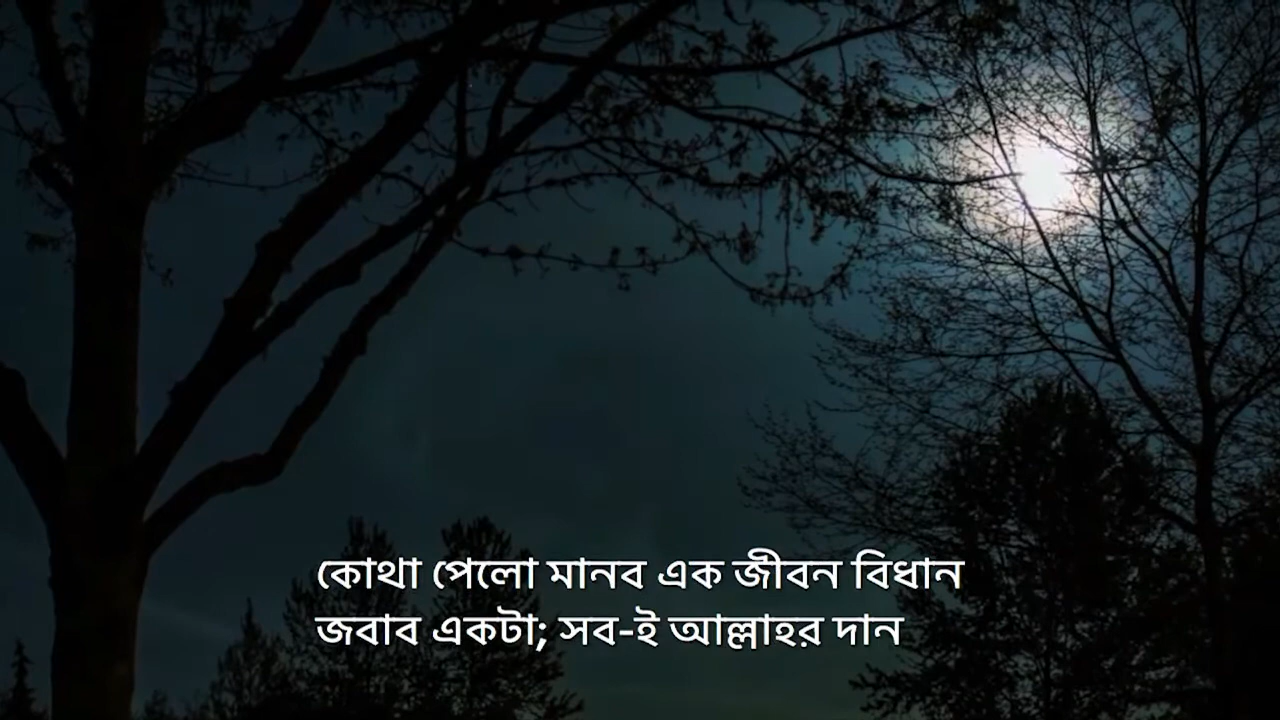 কোথা পেলো মানব এক জীবন বিধান
জবাব একটা; সব-ই আল্লাহর দান